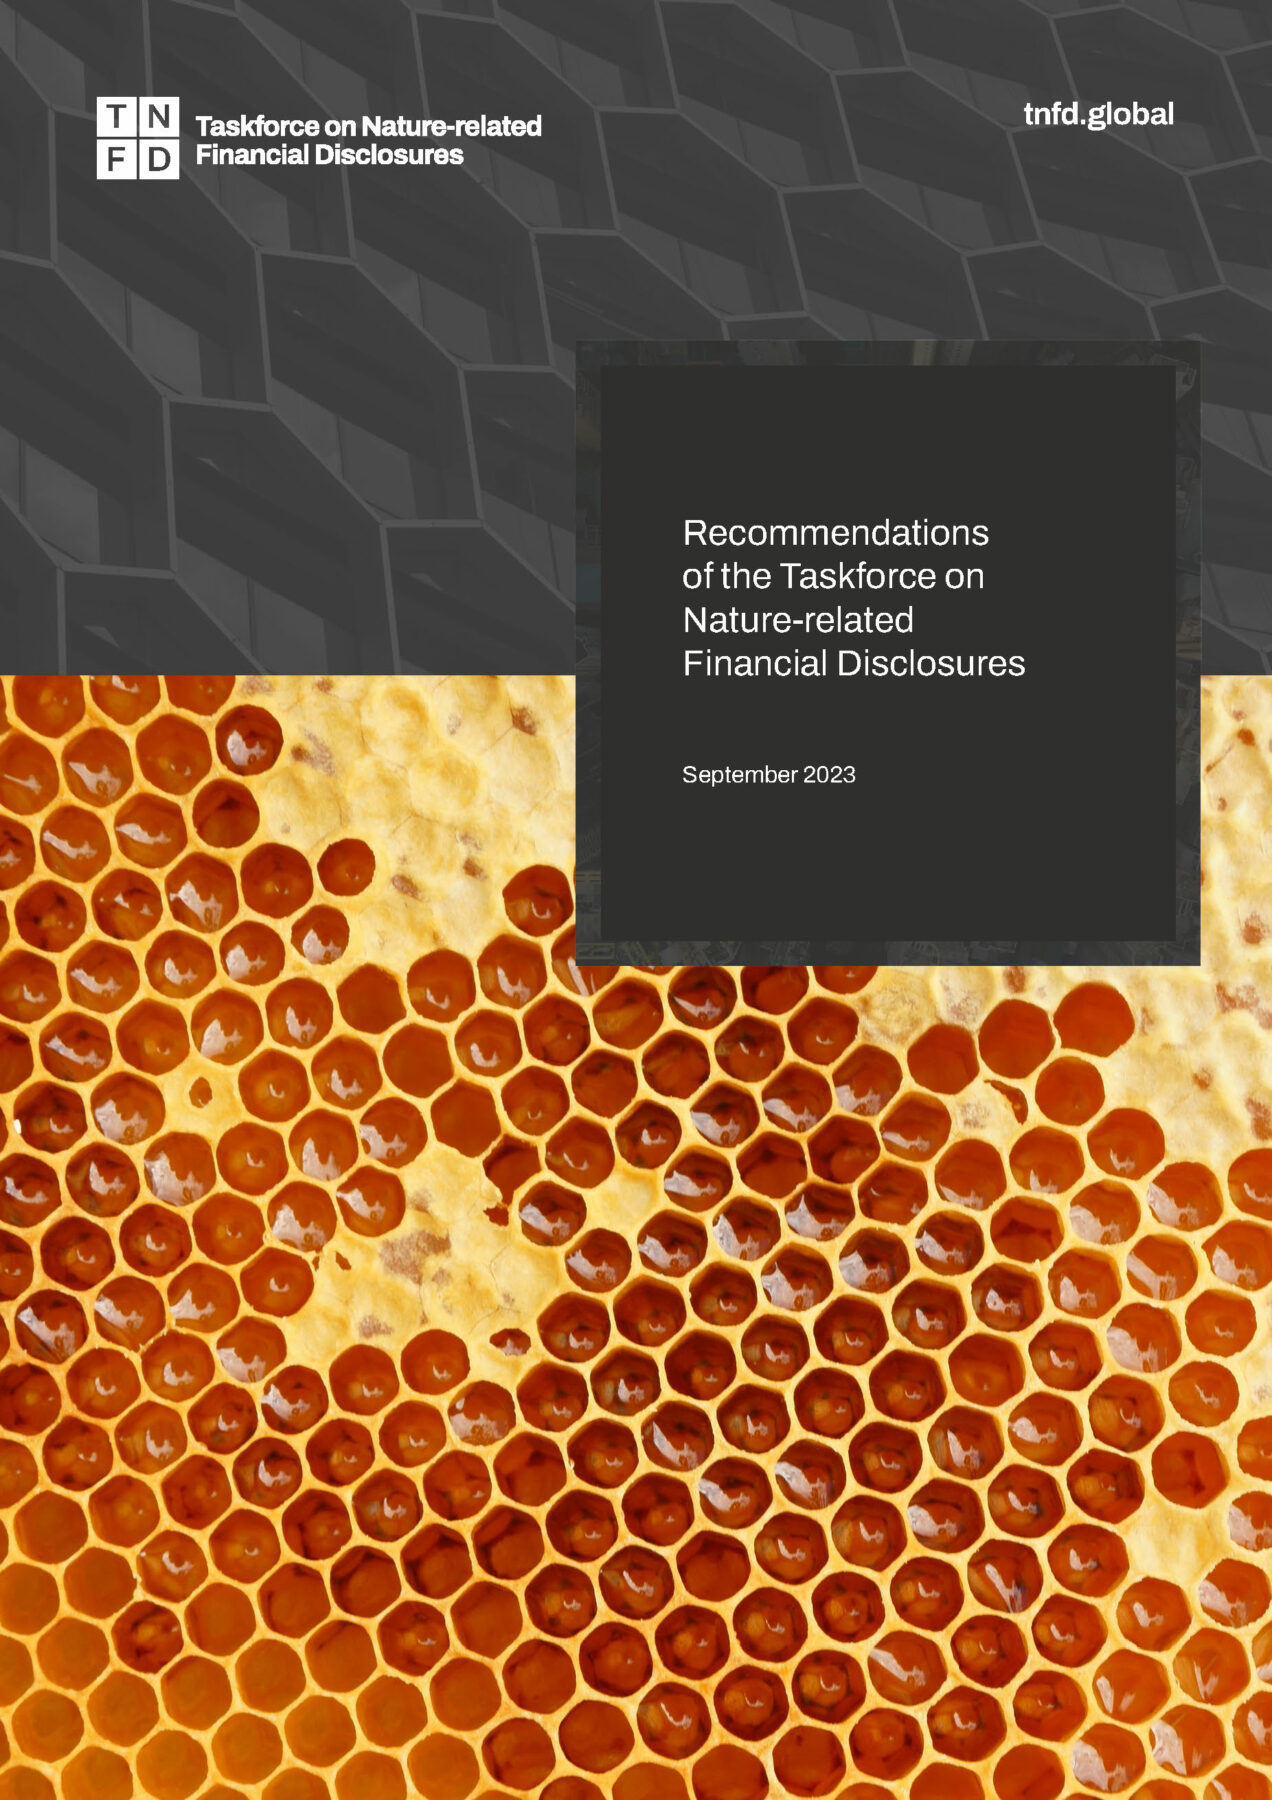 T N
F D
Taskforce on Nature-related
Financial Disclosures
tnfd.global
Recommendations
of the Taskforce on
Nature-related
Financial Disclosures
September 2023